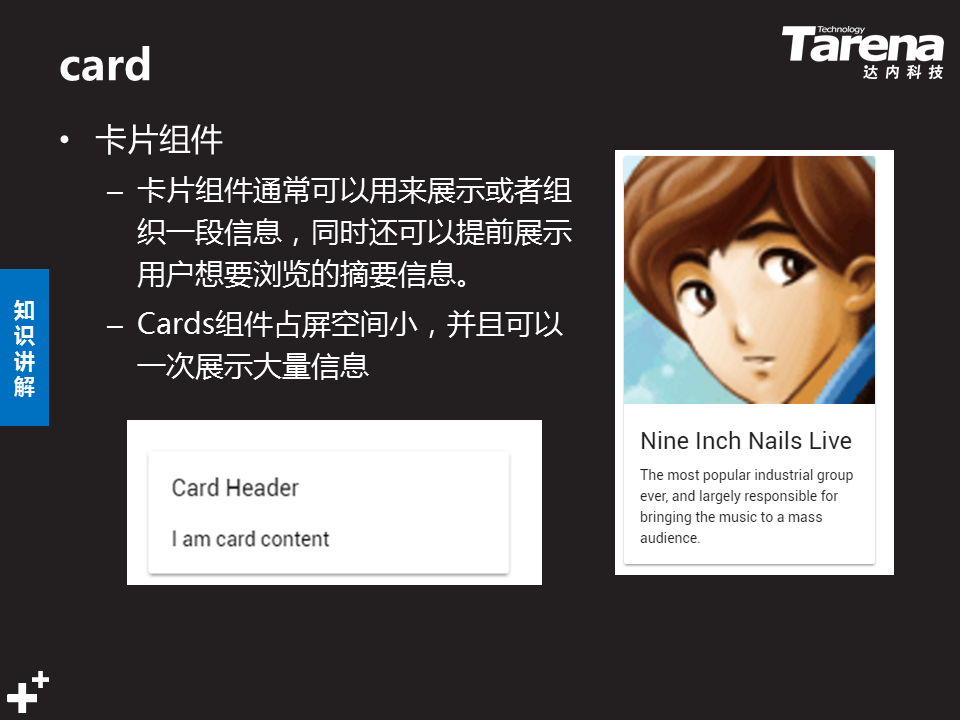 card
Technology
Tarena
达内科技
• 卡片组件
– 卡片组件通常可以用来展示或者组
织一段信息，同时还可以提前展示
用户想要浏览的摘要信息。
– Cards组件占屏空间小，并且可以
一次展示大量信息
知
识
讲
解
Card Header
I am card content
Nine Inch Nails Live
The most popular industrial group
ever, and largely responsible for
bringing the music to a mass
audience.